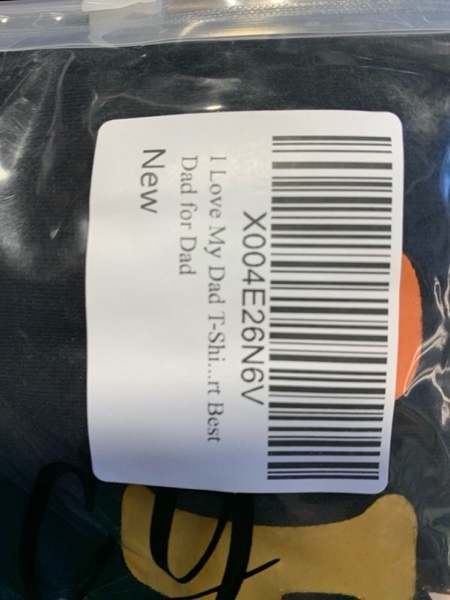 X004E26N6V
I Love My Dad T-Shi...rt Best
Dad for Dad
New